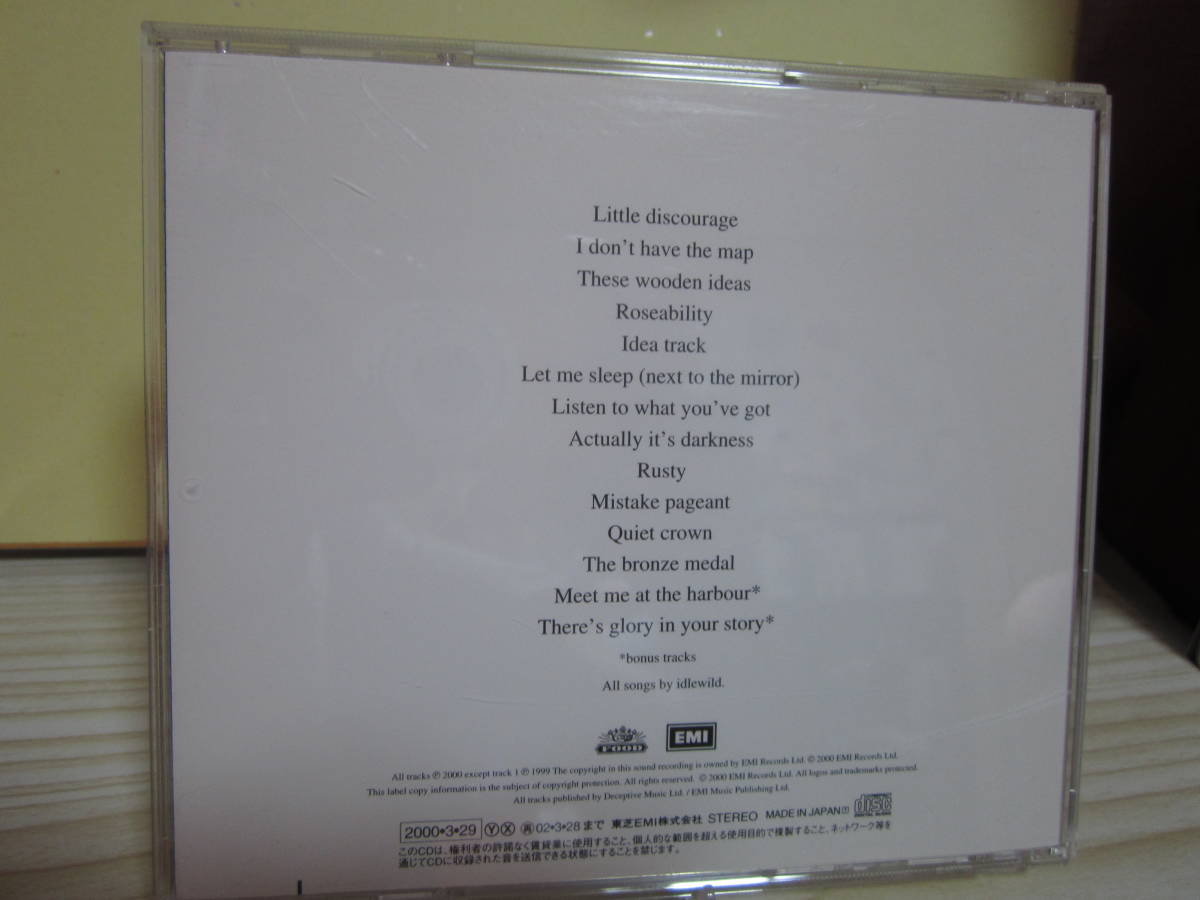 Little discourage
I don't have the map
These wooden ideas
Roseability
Idea track
Let me sleep (next to the mirror)
Listen to what you've got
Actually it's darkness
Rusty
Mistake pageant
Quiet crown
The bronze medal
Meet me at the harbour*
There's glory in your story*
*bonus tracks
All songs by idlewild.
FOOD EMI
All tracks ℗ 2000 except track 1 ℗ 1999 The copyright in this sound recording is owned by EMI Records Ltd. © 2000 EMI Records Ltd.
This label copy information is the subject of copyright protection. All rights reserved. © 2000 EMI Records Ltd. All logos and trademarks protected.
All tracks published by Deceptive Music Ltd. / EMI Music Publishing Ltd.
2000•3•29 Ⓨ Ⓧ ㊞02•3•28まで 東芝EMI株式会社 STEREO MADE IN JAPAN disc DIGITAL AUDIO
このCDは、権利者の許諾なく賃貸業に使用すること、個人的な範囲を超える使用目的で複製すること、ネットワーク等を
通じてCDに収録された音を送信できる状態にすることを禁じます。